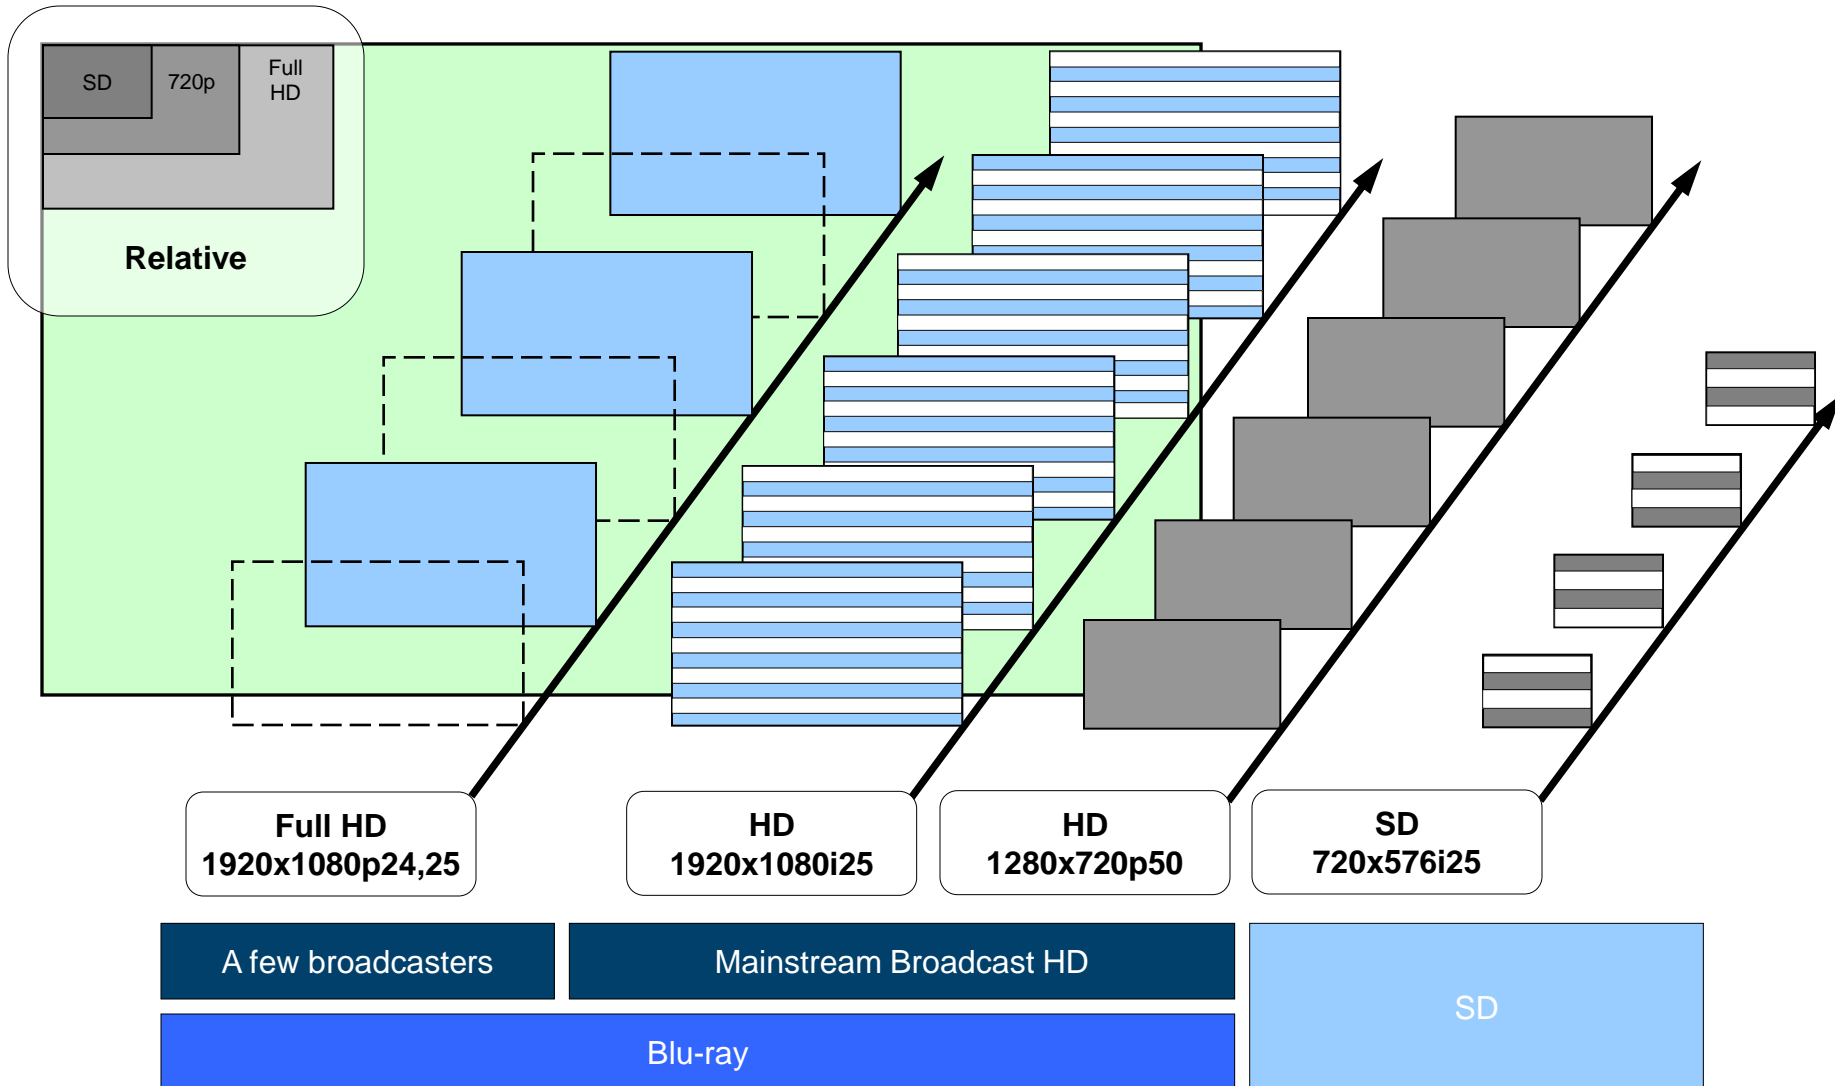 SD
720p
Full
HD
Relative
Full HD
1920x1080p24,25
HD
1920x1080i25
HD
1280x720p50
SD
720x576i25
A few broadcasters
Mainstream Broadcast HD
SD
Blu-ray